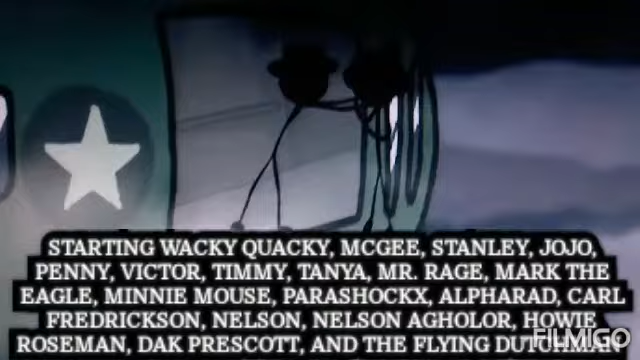 STARTING WACKY QUACKY, MCGEE, STANLEY, JOJO,
PENNY, VICTOR, TIMMY, TANYA, MR. RAGE, MARK THE
EAGLE, MINNIE MOUSE, PARASHOCKX, ALPHARAD, CARL
FREDRICKSON, NELSON, NELSON AGHOLOR, HOWIE
ROSEMAN, DAK PRESCOTT, AND THE FLYING DUTCHMAN
FILMIGO